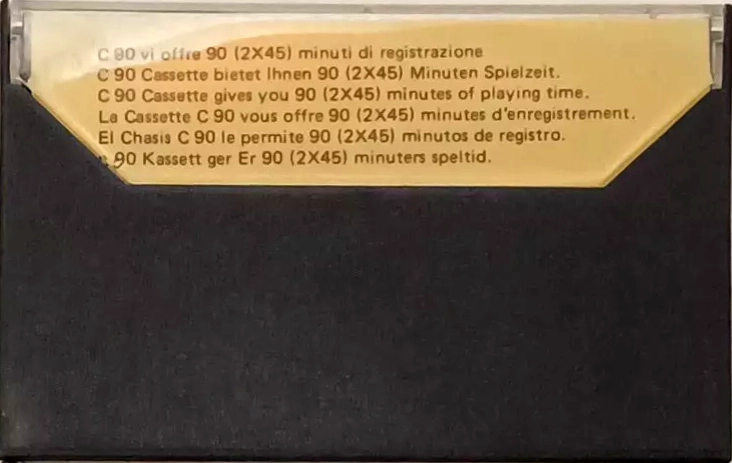 C 90 vi offre 90 (2X45) minuti di registrazione
C 90 Cassette bietet Ihnen 90 (2X45) Minuten Spielzeit.
C 90 Cassette gives you 90 (2X45) minutes of playing time.
La Cassette C 90 vous offre 90 (2X45) minutes d'enregistrement.
El Chasis C 90 le permite 90 (2X45) minutos de registro.
C 90 Kassett ger Er 90 (2X45) minuters speltid.